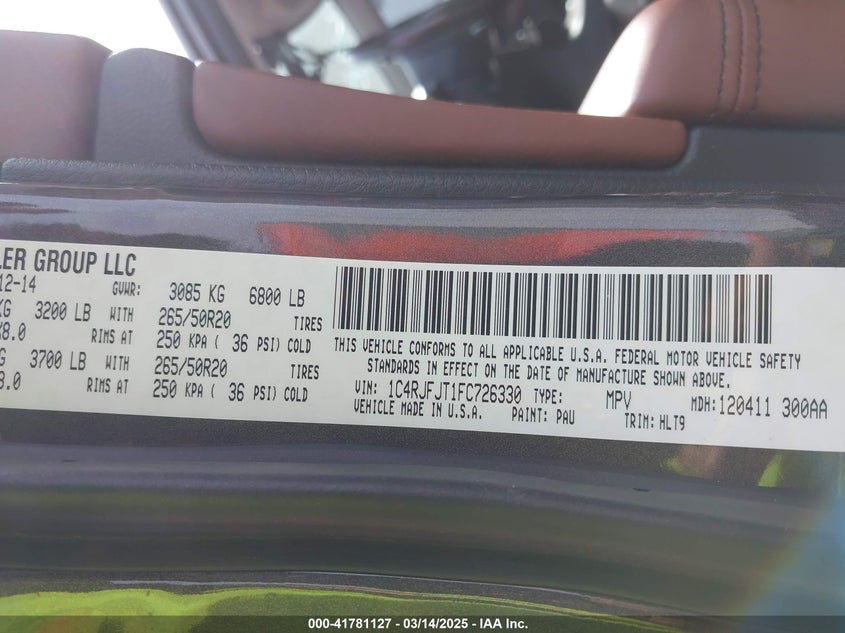 LER GROUP LLC
12-14 GVWR: 3085 KG 6800 LB
KG 3200 LB WITH 265/50R20 TIRES
X8.0 RIMS AT 250 KPA ( 36 PSI) COLD
G 3700 LB WITH 265/50R20 TIRES
8.0 RIMS AT 250 KPA ( 36 PSI) COLD
THIS VEHICLE CONFORMS TO ALL APPLICABLE U.S.A. FEDERAL MOTOR VEHICLE SAFETY
STANDARDS IN EFFECT ON THE DATE OF MANUFACTURE SHOWN ABOVE.
VIN: 1C4RJFJT1FC726330 TYPE: MPV MDH: 120411 300AA
VEHICLE MADE IN U.S.A. PAINT: PAU TRIM: HLT9
000-41781127 - 03/14/2025 - IAA Inc.